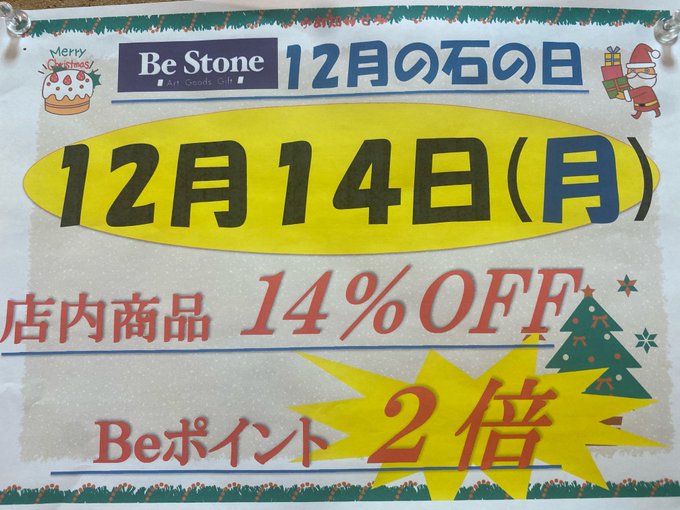 Merry
Christmas!
Be Stone
Art Goods Gift
12月の石の日
12月14日(月)
店内商品 14%OFF
Beポイント 2倍